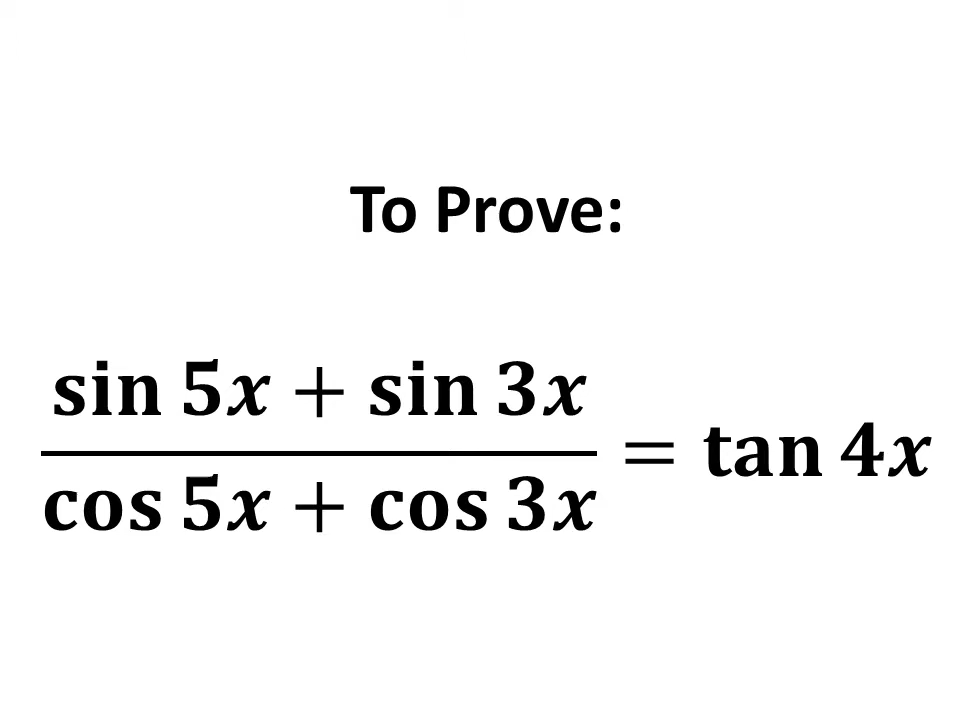 To Prove:
sin 5x + sin 3x
cos 5x + cos 3x
= tan 4x